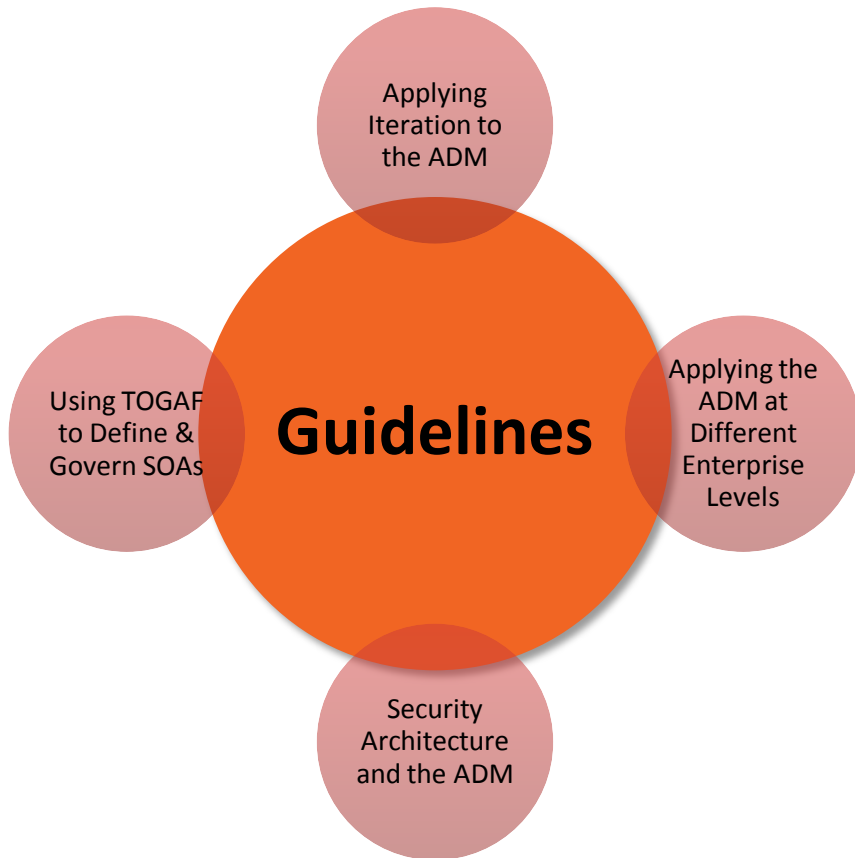 Applying
Iteration to
the ADM
Using TOGAF
to Define &
Govern SOAs
Guidelines
Applying the
ADM at
Different
Enterprise
Levels
Security
Architecture
and the ADM